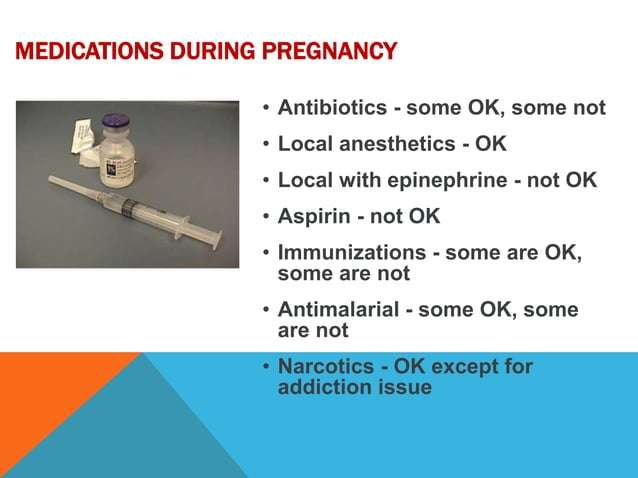 MEDICATIONS DURING PREGNANCY
• Antibiotics - some OK, some not
• Local anesthetics - OK
• Local with epinephrine - not OK
• Aspirin - not OK
• Immunizations - some are OK,
some are not
• Antimalarial - some OK, some
are not
• Narcotics - OK except for
addiction issue